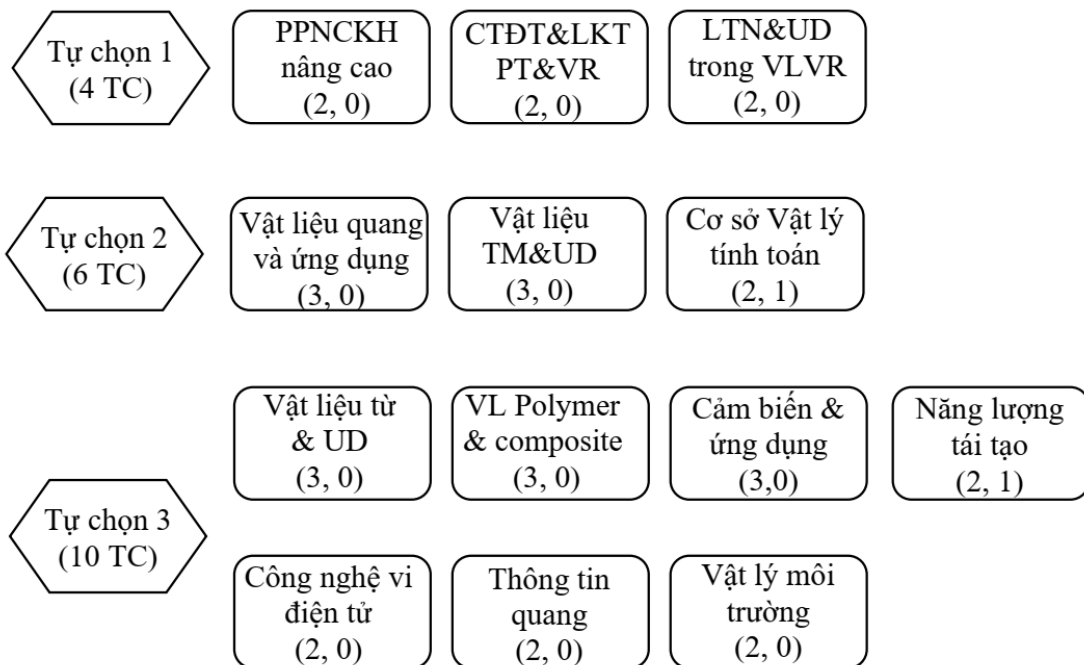 Tự chọn 1
(4 TC)
PPNCKH
nâng cao
(2, 0)
CTĐT&LKT
PT&VR
(2, 0)
LTN&UD
trong VLVR
(2, 0)
Tự chọn 2
(6 TC)
Vật liệu quang
và ứng dụng
(3, 0)
Vật liệu
TM&UD
(3, 0)
Cơ sở Vật lý
tính toán
(2, 1)
Tự chọn 3
(10 TC)
Vật liệu từ
& UD
(3, 0)
VL Polymer
& composite
(3, 0)
Cảm biến &
ứng dụng
(3,0)
Năng lượng
tái tạo
(2, 1)
Công nghệ vi
điện tử
(2, 0)
Thông tin
quang
(2, 0)
Vật lý môi
trường
(2, 0)